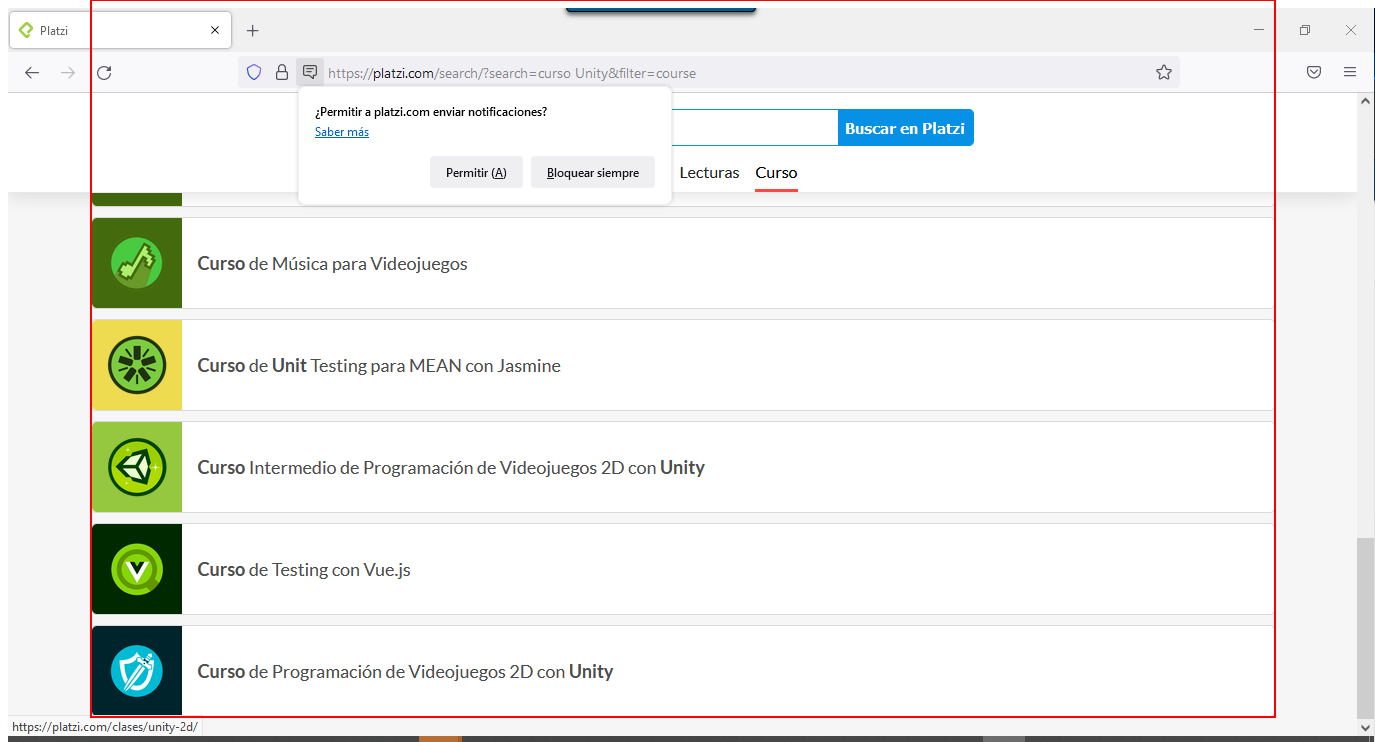 Platzi
https://platzi.com/search/?search=curso Unity&filter=course
¿Permitir a platzi.com enviar notificaciones?
Saber más
Permitir (A)
Bloquear siempre
Buscar en Platzi
Lecturas
Curso
Curso de Música para Videojuegos
Curso de Unit Testing para MEAN con Jasmine
Curso Intermedio de Programación de Videojuegos 2D con Unity
Curso de Testing con Vue.js
Curso de Programación de Videojuegos 2D con Unity
https://platzi.com/clases/unity-2d/